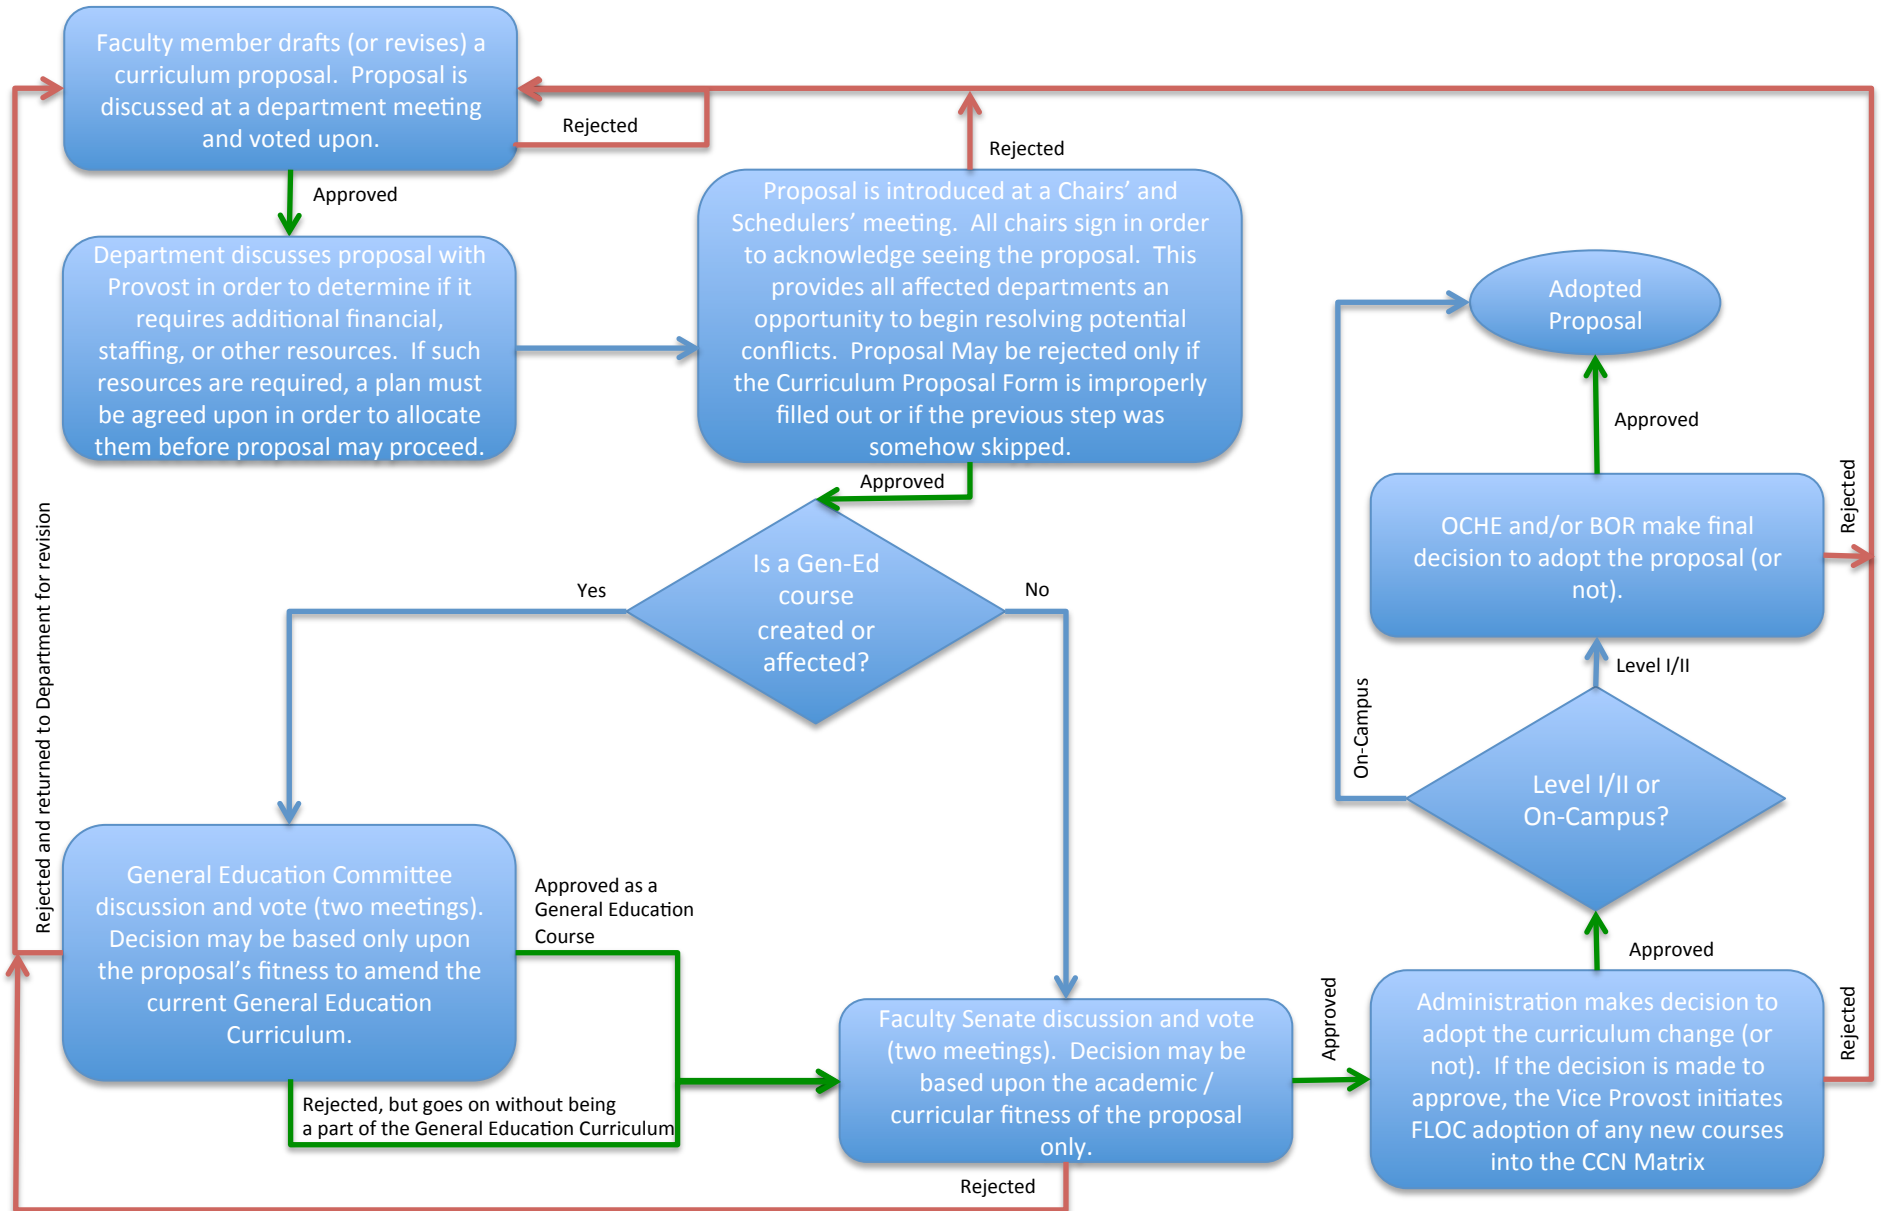 Faculty member drafts (or revises) a
curriculum proposal.  Proposal is
discussed at a department meeting
and voted upon.
Rejected
Approved
Rejected
Department discusses proposal with
Provost in order to determine if it
requires additional financial,
staffing, or other resources.  If such
resources are required, a plan must
be agreed upon in order to allocate
them before proposal may proceed.
Proposal is introduced at a Chairs’ and
Schedulers’ meeting.  All chairs sign in order
to acknowledge seeing the proposal.  This
provides all affected departments an
opportunity to begin resolving potential
conflicts.  Proposal May be rejected only if
the Curriculum Proposal Form is improperly
filled out or if the previous step was
somehow skipped.
Approved
Is a Gen-Ed
course
created or
affected?
Yes
No
Rejected and returned to Department for revision
General Education Committee
discussion and vote (two meetings).
Decision may be based only upon
the proposal’s fitness to amend the
current General Education
Curriculum.
Approved as a
General Education
Course
Rejected, but goes on without being
a part of the General Education Curriculum
Faculty Senate discussion and vote
(two meetings).  Decision may be
based upon the academic /
curricular fitness of the proposal
only.
Rejected
Approved
Administration makes decision to
adopt the curriculum change (or
not).  If the decision is made to
approve, the Vice Provost initiates
FLOC adoption of any new courses
into the CCN Matrix
Rejected
Approved
Level I/II or
On-Campus?
On-Campus
Level I/II
OCHE and/or BOR make final
decision to adopt the proposal (or
not).
Rejected
Approved
Adopted
Proposal